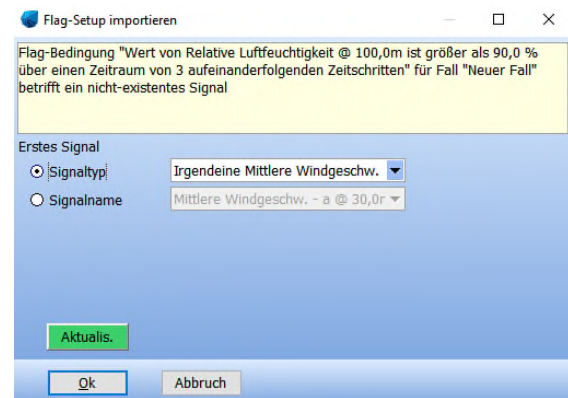 Flag-Setup importieren
Flag-Bedingung "Wert von Relative Luftfeuchtigkeit @ 100,0m ist größer als 90,0 %
über einen Zeitraum von 3 aufeinanderfolgenden Zeitschritten" für Fall "Neuer Fall"
betrifft ein nicht-existentes Signal
Erstes Signal
Signaltyp
Irgendeine Mittlere Windgeschw.
Signalname
Mittlere Windgeschw. - a @ 30,0r
Aktualis.
Ok
Abbruch